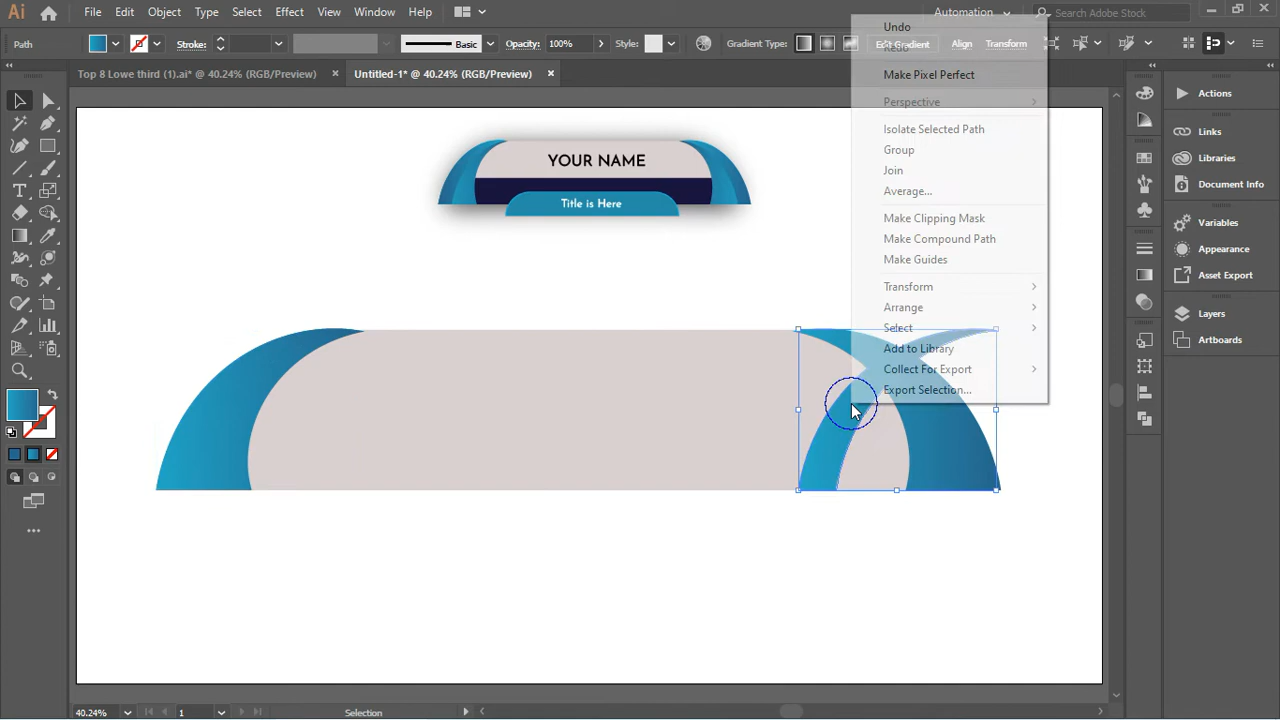 Ai File Edit Object Type Select Effect View Window Help Automation Search Adobe Stock
Path Stroke: Basic Opacity: 100% Style: Gradient Type: Edit Gradient Align Transform
Top 8 Lowe third (1).ai* @ 40.24% (RGB/Preview) Untitled-1* @ 40.24% (RGB/Preview)
Undo
Redo
Make Pixel Perfect
Perspective
Isolate Selected Path
Group
Join
Average...
Make Clipping Mask
Make Compound Path
Make Guides
Transform
Arrange
Select
Add to Library
Collect For Export
Export Selection...
YOUR NAME
Title is Here
Actions
Links
Libraries
Document Info
Variables
Appearance
Asset Export
Layers
Artboards
40.24% 1 Selection